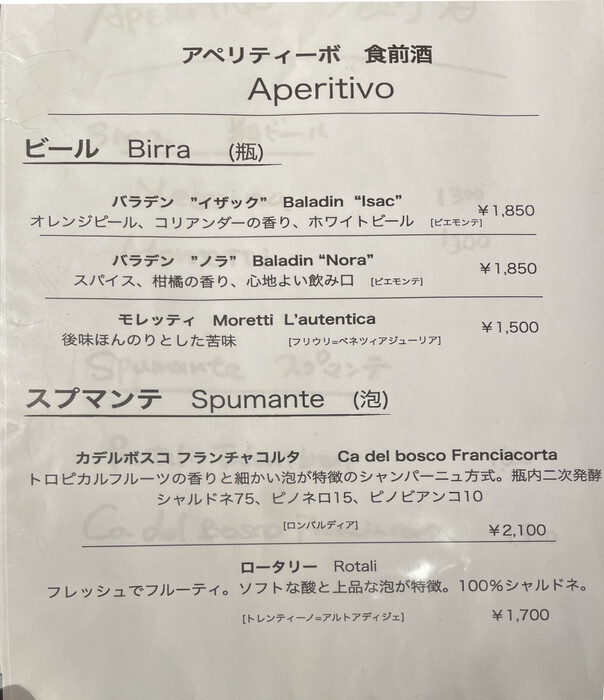 アペリティーボ　食前酒
Aperitivo
ビール　Birra　(瓶)
バラデン　”イザック”　Baladin “Isac”
オレンジピール、コリアンダーの香り、ホワイトビール　[ピエモンテ]　¥1,850
バラデン　”ノラ”　Baladin “Nora”
スパイス、柑橘の香り、心地よい飲み口　[ピエモンテ]　¥1,850
モレッティ　Moretti L’autentica　¥1,500
後味ほんのりとした苦味　[フリウリ=ベネツィアジューリア]
スプマンテ　Spumante　(泡)
カデルボスコ フランチャコルタ　Ca del bosco Franciacorta
トロピカルフルーツの香りと細かい泡が特徴のシャンパーニュ方式。瓶内二次発酵
シャルドネ75、ピノネロ15、ピノビアンコ10
[ロンバルディア]　¥2,100
ロータリー　Rotali
フレッシュでフルーティ。ソフトな酸と上品な泡が特徴。100%シャルドネ。
[トレンティーノ=アルトアディジェ]　¥1,700